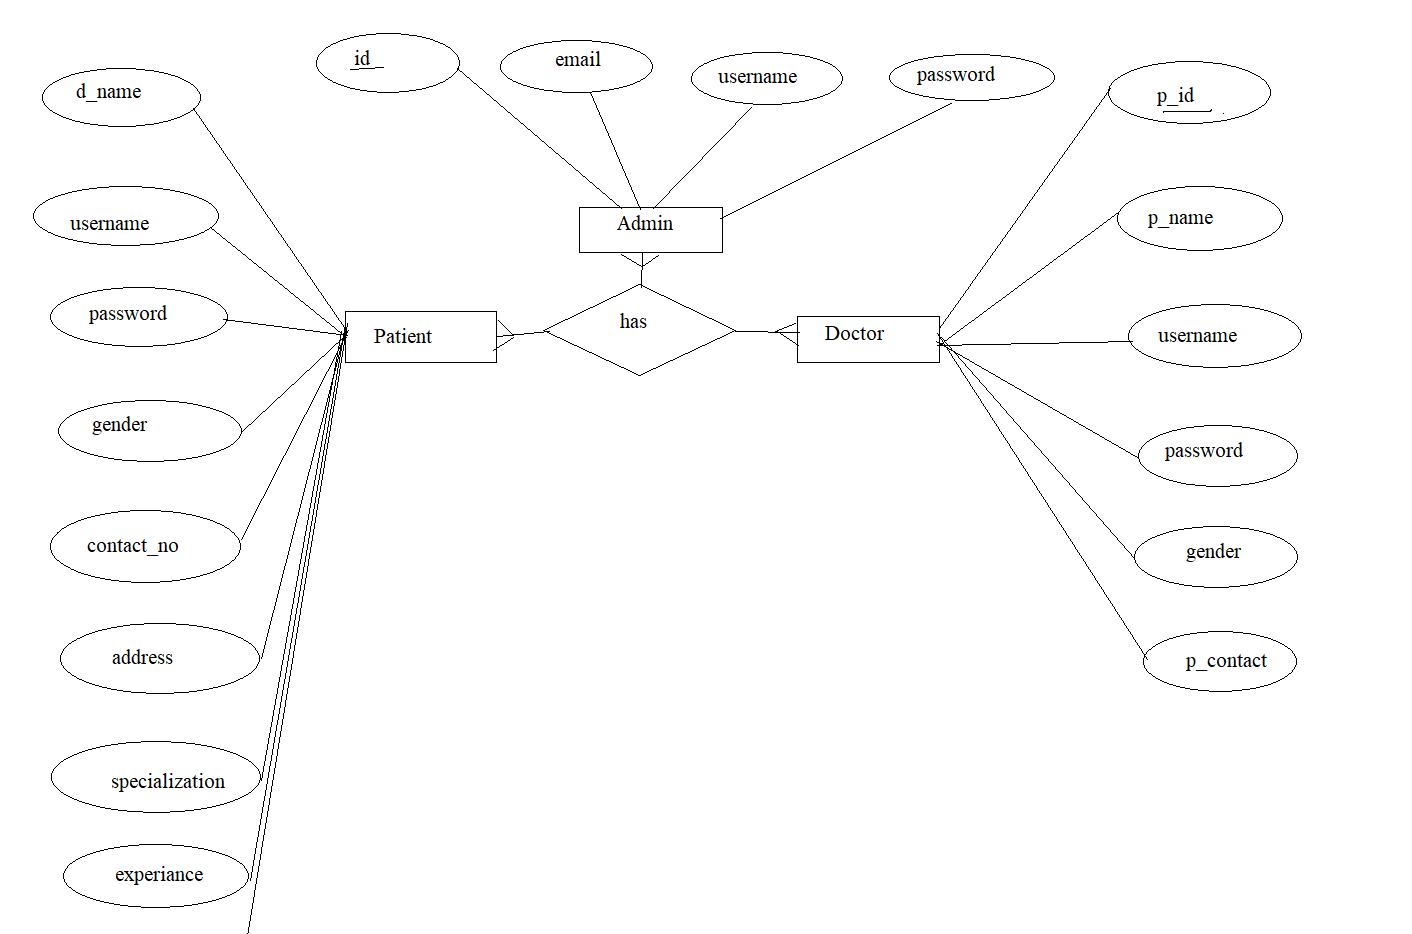 id
email
username
password
d_name
p_id
username
p_name
Admin
password
Patient
has
Doctor
username
gender
password
contact_no
gender
address
p_contact
specialization
experiance